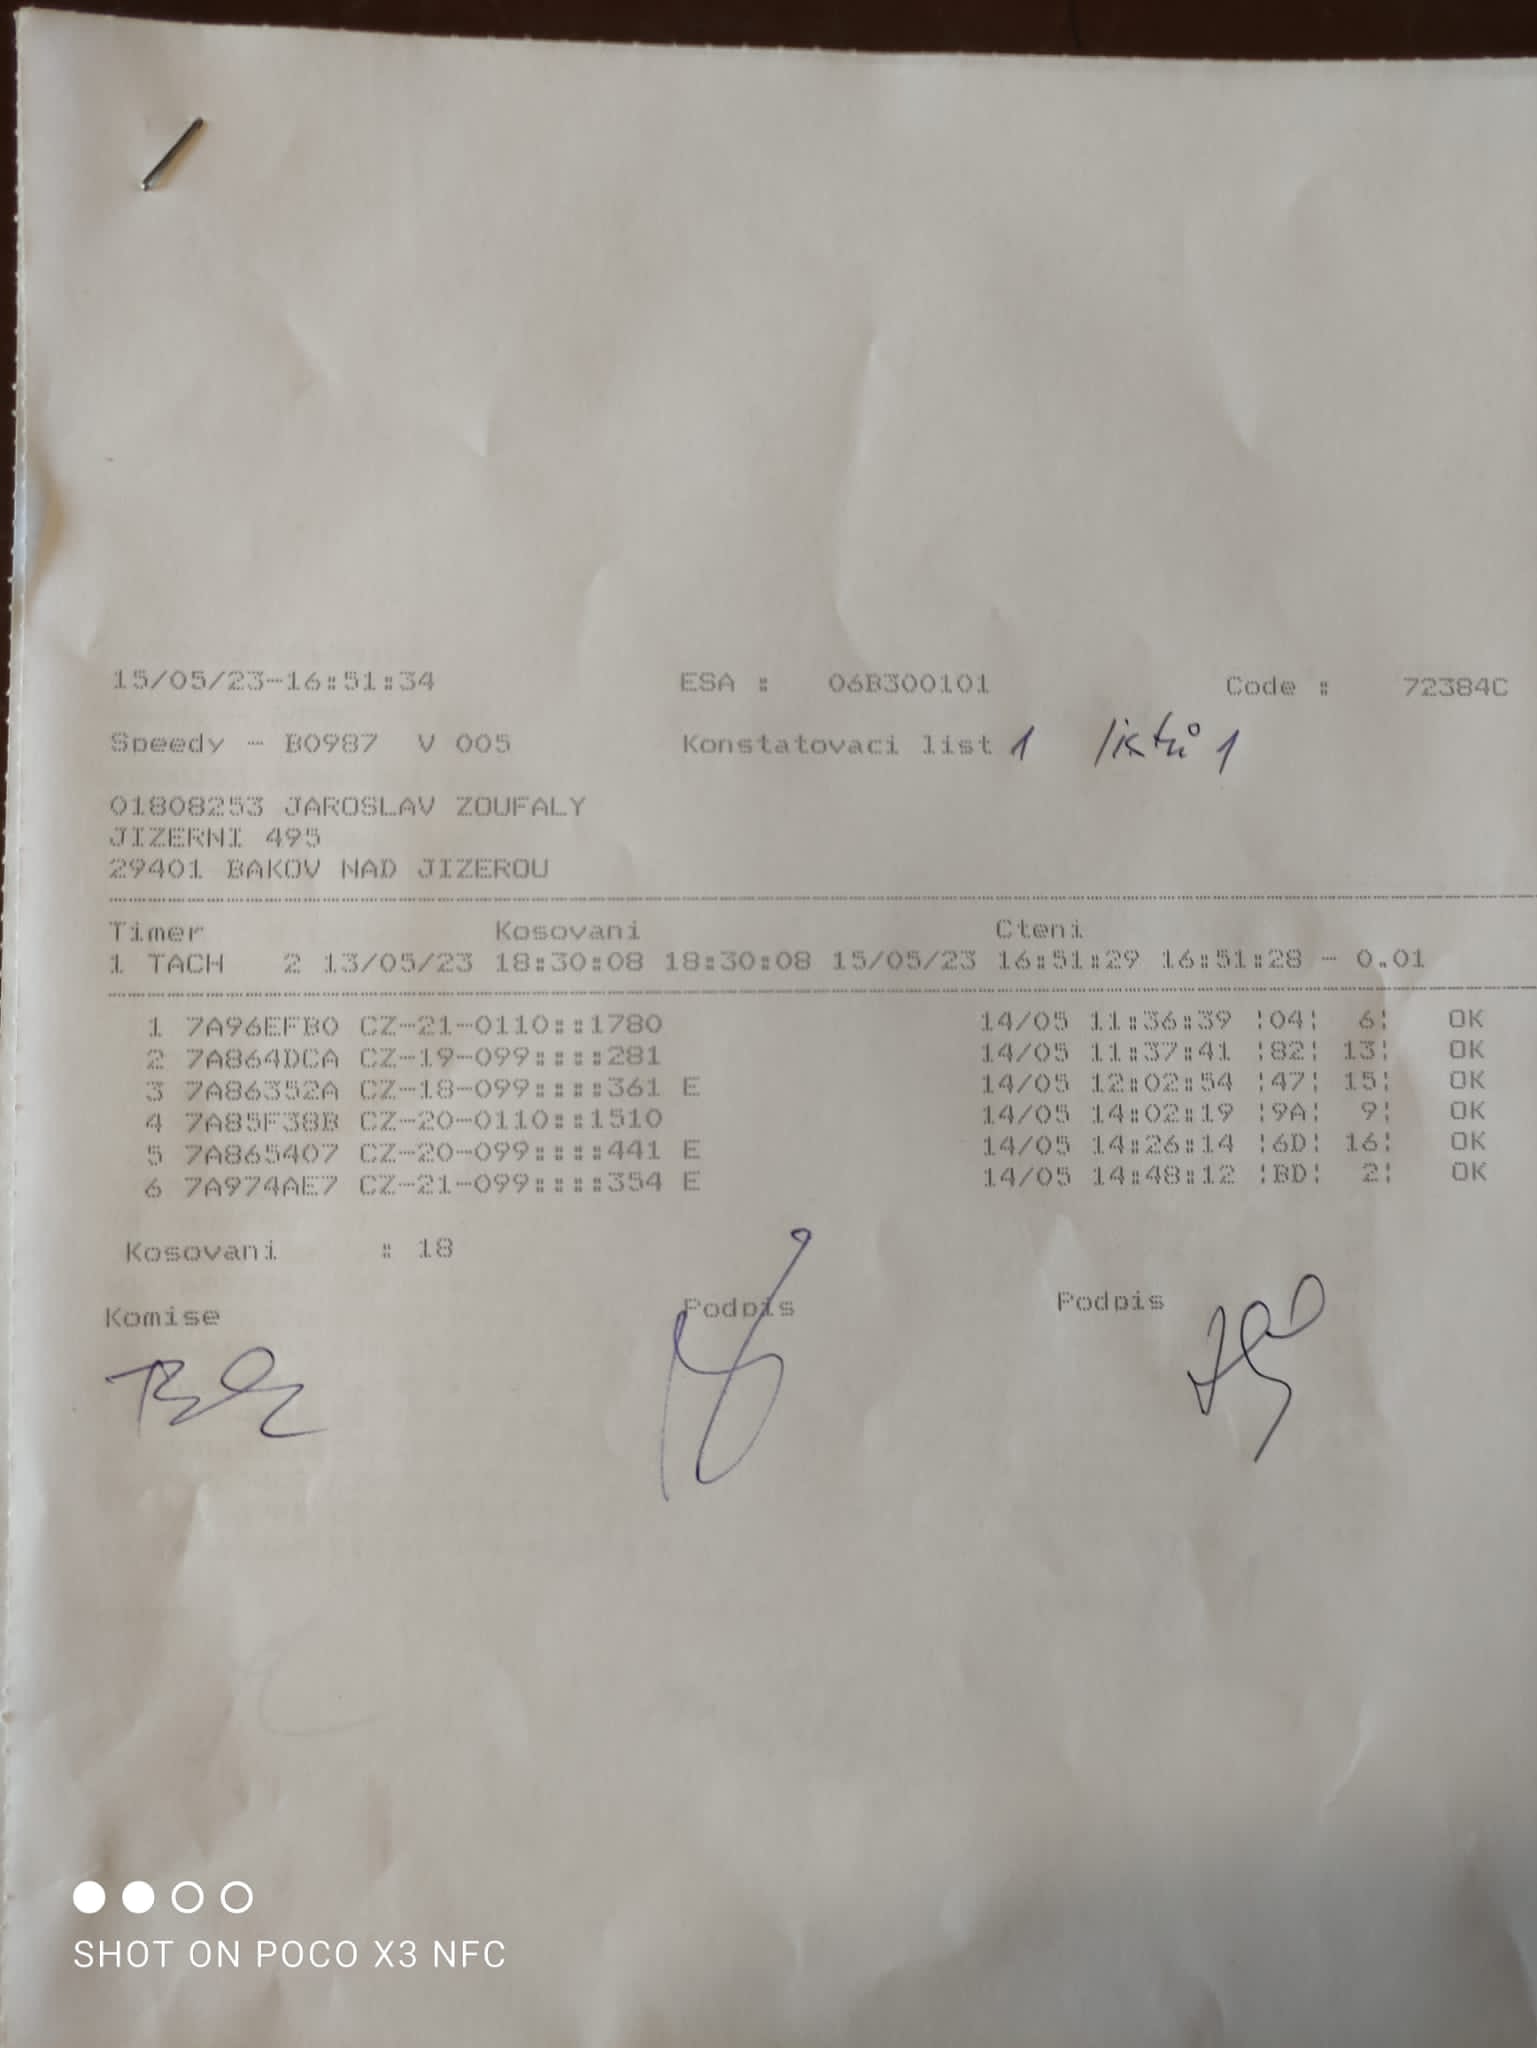 15/05/23-16:51:34 ESA : 06B300101 Code : 72384C
Speedy - B0987 V 005 Konstatovaci list 1 listů 1
01808253 JAROSLAV ZOUFALY
JIZERNI 495
29401 BAKOV NAD JIZEROU
Timer Kosovani Cteni
1 TACH 2 13/05/23 18:30:08 18:30:08 15/05/23 16:51:29 16:51:28 - 0.01
1 7A96EFB0 CZ-21-0110::1780 14/05 11:36:39 ¦04¦ 6¦ OK
2 7A864DCA CZ-19-099::::281 14/05 11:37:41 ¦82¦ 13¦ OK
3 7A86352A CZ-18-099::::361 E 14/05 12:02:54 ¦47¦ 15¦ OK
4 7A85F38B CZ-20-0110::1510 14/05 14:02:19 ¦9A¦ 9¦ OK
5 7A865407 CZ-20-099::::441 E 14/05 14:26:14 ¦6D¦ 16¦ OK
6 7A974AE7 CZ-21-099::::354 E 14/05 14:48:12 ¦BD¦ 2¦ OK
Kosovani : 18
Komise Podpis Podpis
SHOT ON POCO X3 NFC